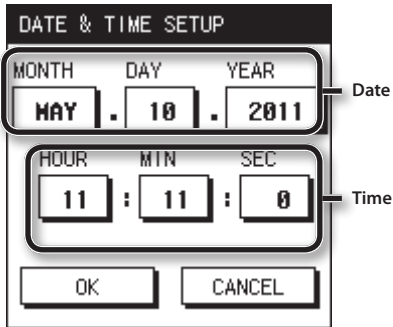 DATE & TIME SETUP
MONTH DAY YEAR
MAY . 10 . 2011
Date
HOUR MIN SEC
11 : 11 : 0
Time
OK CANCEL